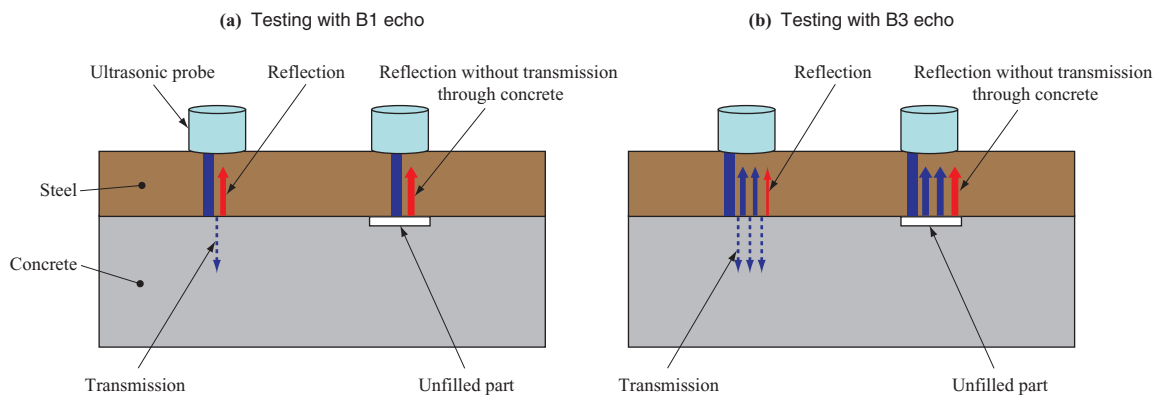 (a) Testing with B1 echo
Ultrasonic probe
Reflection
Reflection without transmission
through concrete
Steel
Concrete
Transmission
Unfilled part
(b) Testing with B3 echo
Reflection
Reflection without transmission
through concrete
Transmission
Unfilled part